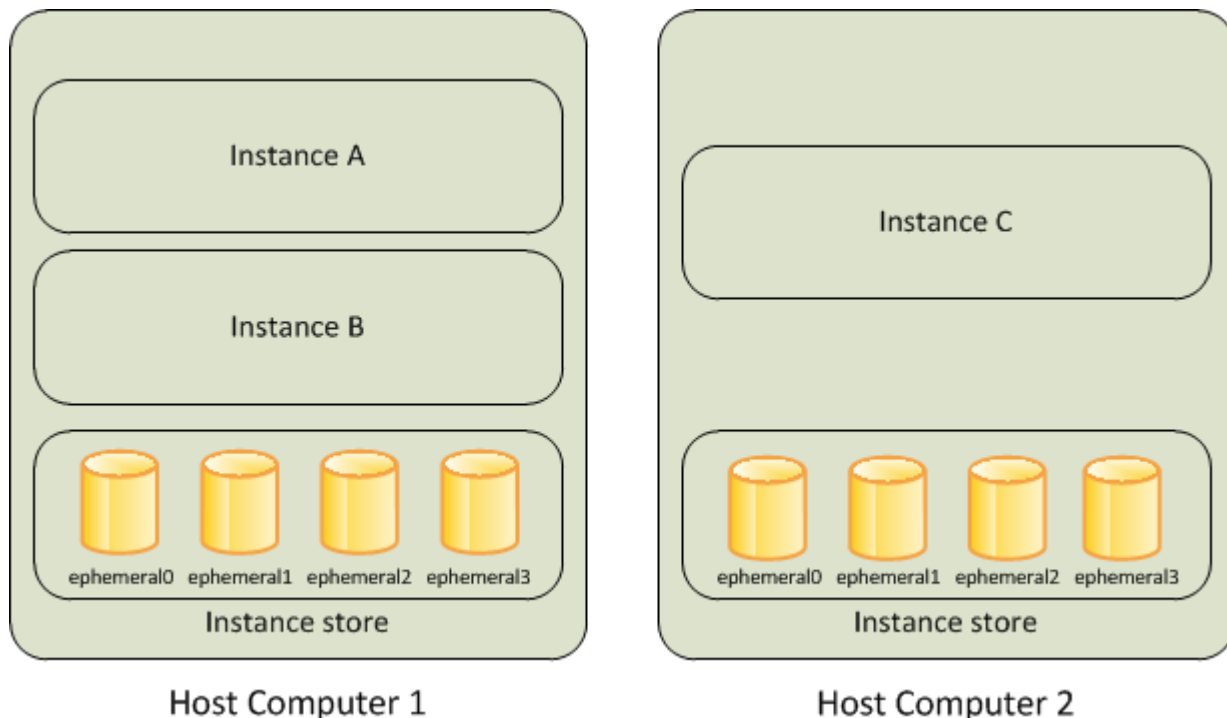 Instance A
Instance B
ephemeral0 ephemeral1 ephemeral2 ephemeral3
Instance store
Host Computer 1
Instance C
ephemeral0 ephemeral1 ephemeral2 ephemeral3
Instance store
Host Computer 2